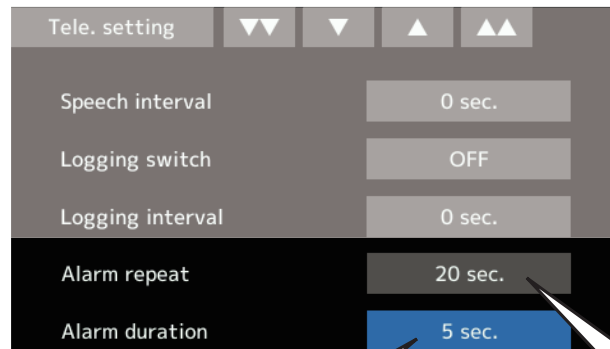 Tele. setting ▼▼ ▼ ▲ ▲▲
Speech interval 0 sec.
Logging switch OFF
Logging interval 0 sec.
Alarm repeat 20 sec.
Alarm duration 5 sec.